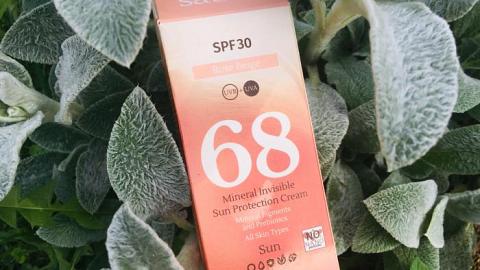 SPF30
Rose Beige
UVB + UVA
68
Mineral Invisible
Sun Protection Cream
Mineral Pigments
and Prebiotics
All Skin Types
NO
Sun